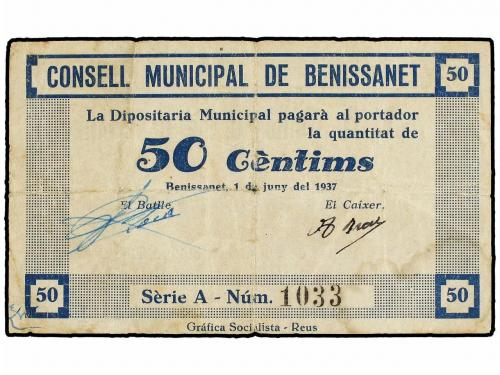 CONSELL MUNICIPAL DE BENISSANET 50
La Dipositaria Municipal pagarà al portador
la quantitat de
50 Cèntims
Benissanet, 1 de juny del 1937
El Batlle, El Caixer,
50 Sèrie A - Núm. 1033 50
Gráfica Socialista - Reus